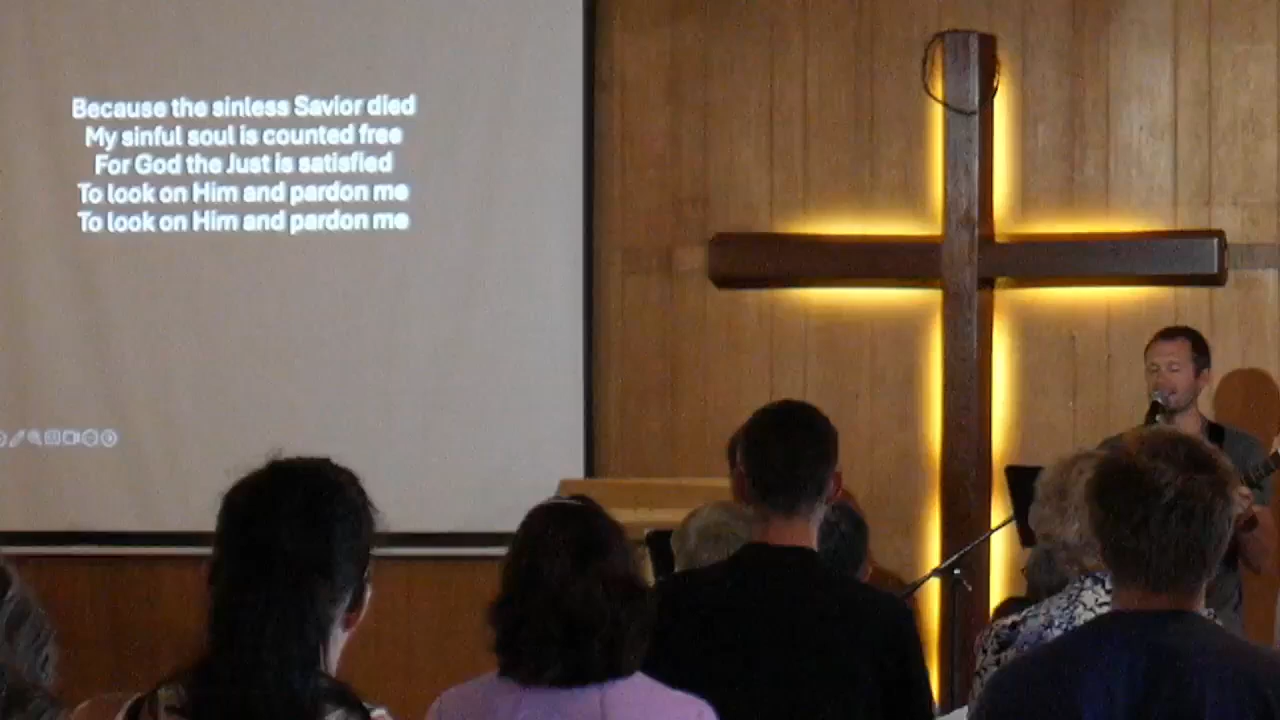 Because the sinless Savior died
My sinful soul is counted free
For God the Just is satisfied
To look on Him and pardon me
To look on Him and pardon me